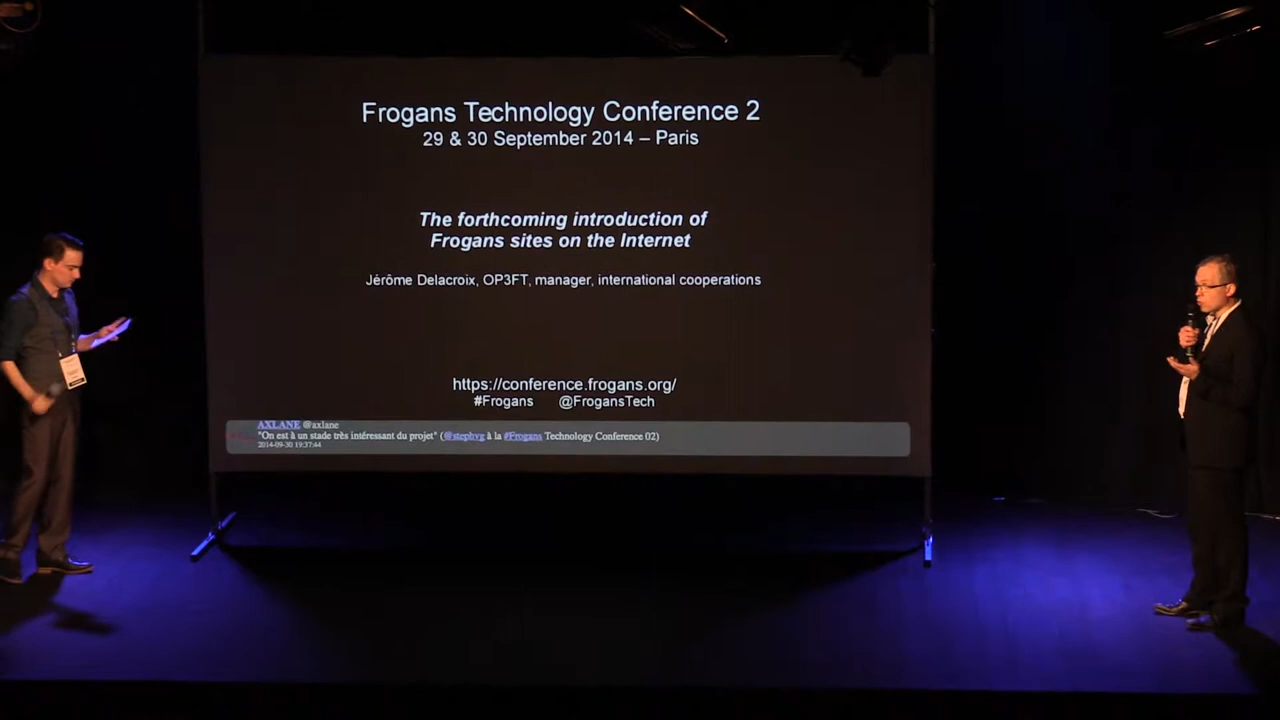 Frogans Technology Conference 2
29 & 30 September 2014 – Paris
The forthcoming introduction of
Frogans sites on the Internet
Jérôme Delacroix, OP3FT, manager, international cooperations
https://conference.frogans.org/
#Frogans @FrogansTech
AXLANE @axlane
"On est à un stade très intéressant du projet" (@stephvg à la #Frogans Technology Conference 02)
2014-09-30 19:37:44